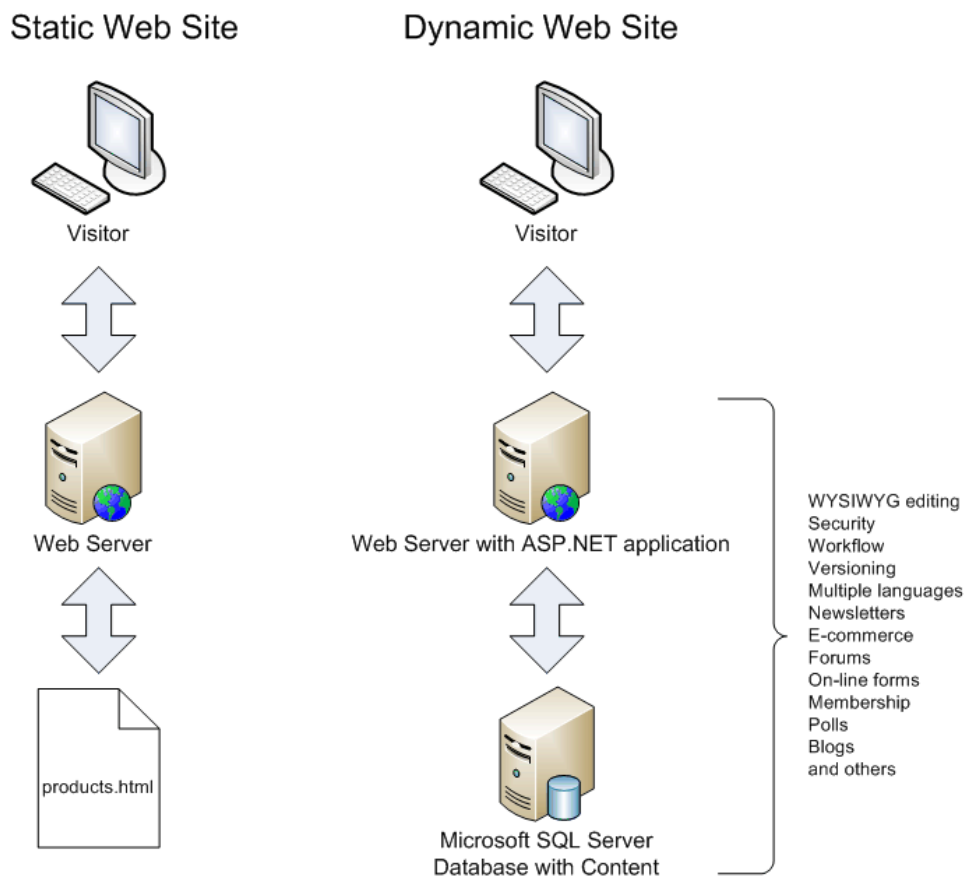 Static Web Site
Dynamic Web Site
Visitor
Visitor
Web Server
Web Server with ASP.NET application
products.html
Microsoft SQL Server
Database with Content
WYSIWYG editing
Security
Workflow
Versioning
Multiple languages
Newsletters
E-commerce
Forums
On-line forms
Membership
Polls
Blogs
and others